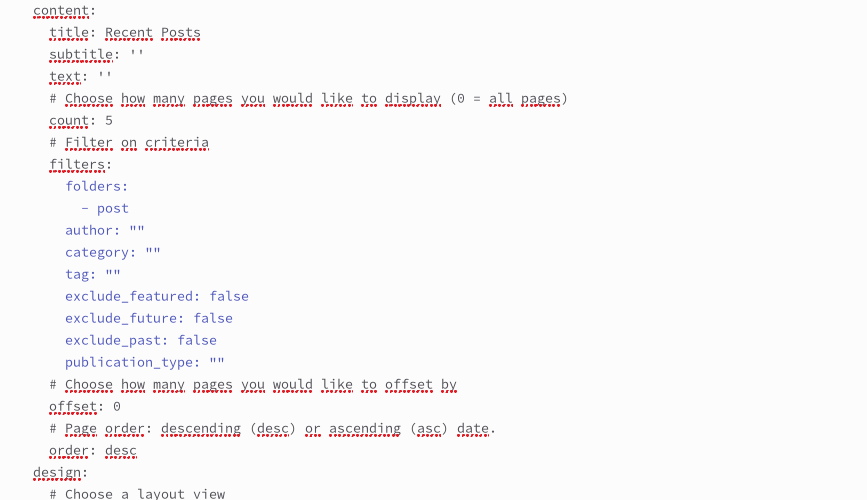 content:
  title: Recent Posts
  subtitle: ''
  text: ''
  # Choose how many pages you would like to display (0 = all pages)
  count: 5
  # Filter on criteria
  filters:
    folders:
      - post
    author: ""
    category: ""
    tag: ""
    exclude_featured: false
    exclude_future: false
    exclude_past: false
    publication_type: ""
  # Choose how many pages you would like to offset by
  offset: 0
  # Page order: descending (desc) or ascending (asc) date.
  order: desc
design:
  # Choose a layout view